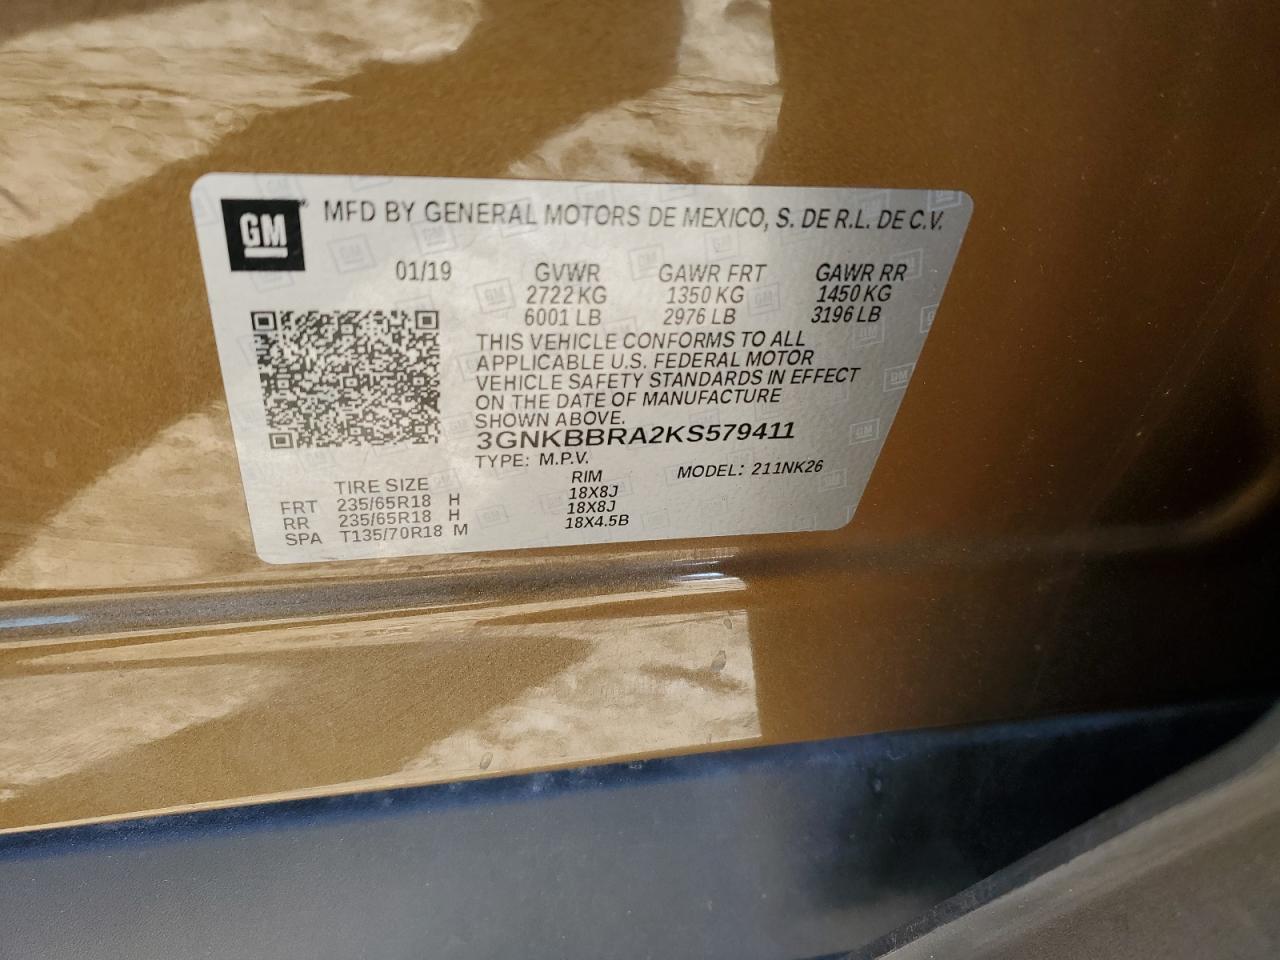 GM MFD BY GENERAL MOTORS DE MEXICO, S. DE R.L. DE C.V.
01/19 GVWR GAWR FRT GAWR RR
2722 KG 1350 KG 1450 KG
6001 LB 2976 LB 3196 LB
THIS VEHICLE CONFORMS TO ALL
APPLICABLE U.S. FEDERAL MOTOR
VEHICLE SAFETY STANDARDS IN EFFECT
ON THE DATE OF MANUFACTURE
SHOWN ABOVE.
3GNKBBRA2KS579411
TYPE: M.P.V. MODEL: 211NK26
TIRE SIZE RIM
FRT 235/65R18 H 18X8J
RR 235/65R18 H 18X8J
SPA T135/70R18 M 18X4.5B